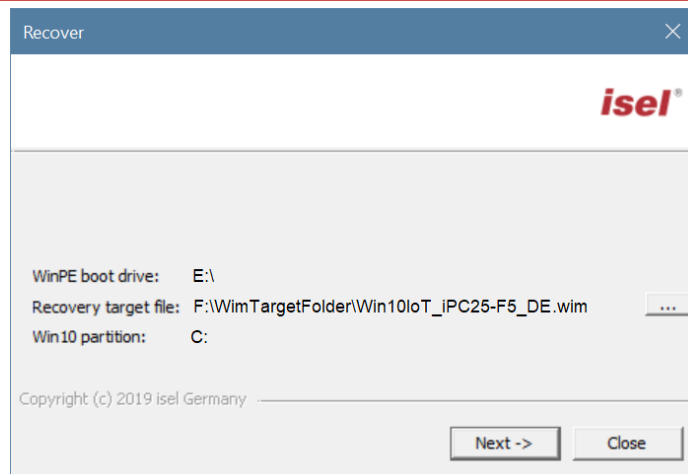 Recover
isel®
WinPE boot drive: E:\
Recovery target file: F:\WimTargetFolder\Win10IoT_iPC25-F5_DE.wim ...
Win10 partition: C:
Copyright (c) 2019 isel Germany
Next -> Close